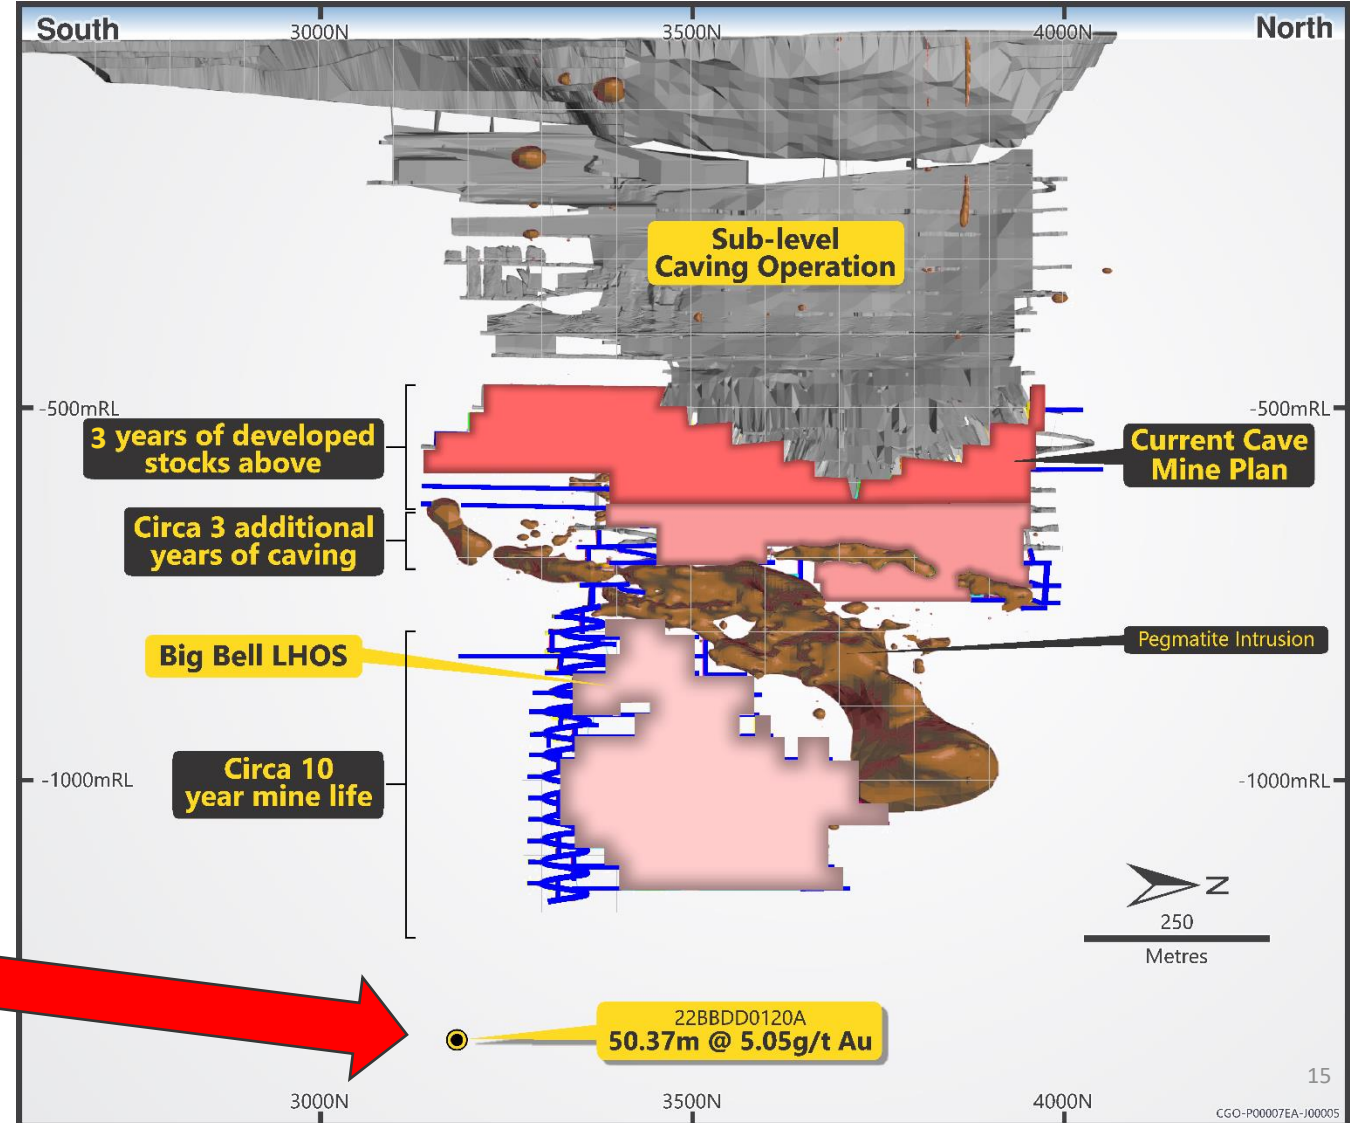 South
3000N
3500N
4000N
North
Sub-level
Caving Operation
-500mRL
-500mRL
3 years of developed
stocks above
Current Cave
Mine Plan
Circa 3 additional
years of caving
Big Bell LHOS
Pegmatite Intrusion
Circa 10
year mine life
-1000mRL
-1000mRL
N
250
Metres
22BBDD0120A
50.37m @ 5.05g/t Au
15
3000N
3500N
4000N
CGO-P00007EA-J00005